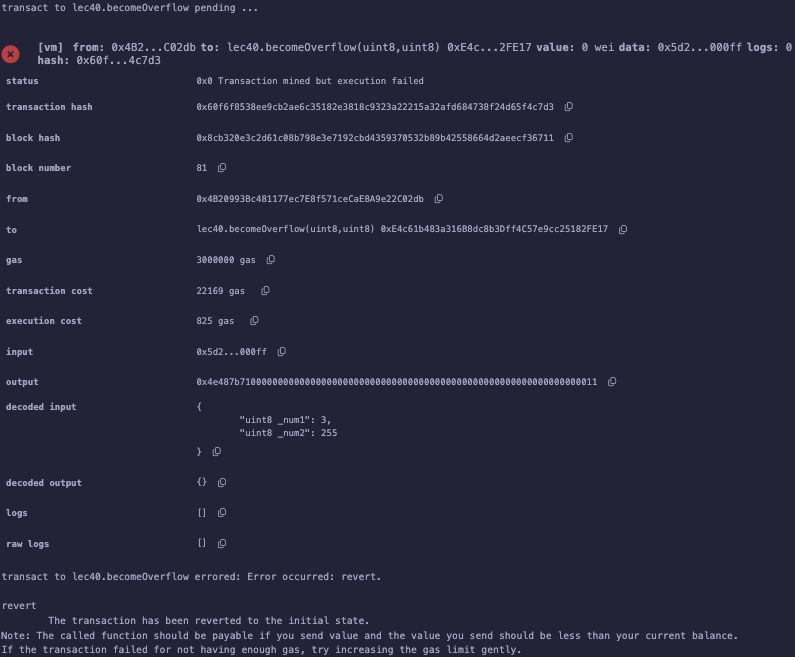 transact to lec40.becomeOverflow pending ...
[vm] from: 0x4B2...C02db to: lec40.becomeOverflow(uint8,uint8) 0xE4c...2FE17 value: 0 wei data: 0x5d2...000ff logs: 0
hash: 0x60f...4c7d3
status 0x0 Transaction mined but execution failed
transaction hash 0x60f6f8538ee9cb2ae6c35182e3818c9323a22215a32afd684738f24d65f4c7d3
block hash 0x8cb320e3c2d61c08b798e3e7192cbd4359370532b89b42558664d2aeecf36711
block number 81
from 0x4B20993Bc481177ec7E8f571ceCaE8A9e22C02db
to lec40.becomeOverflow(uint8,uint8) 0xE4c61b483a316B8dc8b3Dff4C57e9cc25182FE17
gas 3000000 gas
transaction cost 22169 gas
execution cost 825 gas
input 0x5d2...000ff
output 0x4e487b710000000000000000000000000000000000000000000000000000000000000011
decoded input {
"uint8 _num1": 3,
"uint8 _num2": 255
}
decoded output {}
logs []
raw logs []
transact to lec40.becomeOverflow errored: Error occurred: revert.
revert
The transaction has been reverted to the initial state.
Note: The called function should be payable if you send value and the value you send should be less than your current balance.
If the transaction failed for not having enough gas, try increasing the gas limit gently.